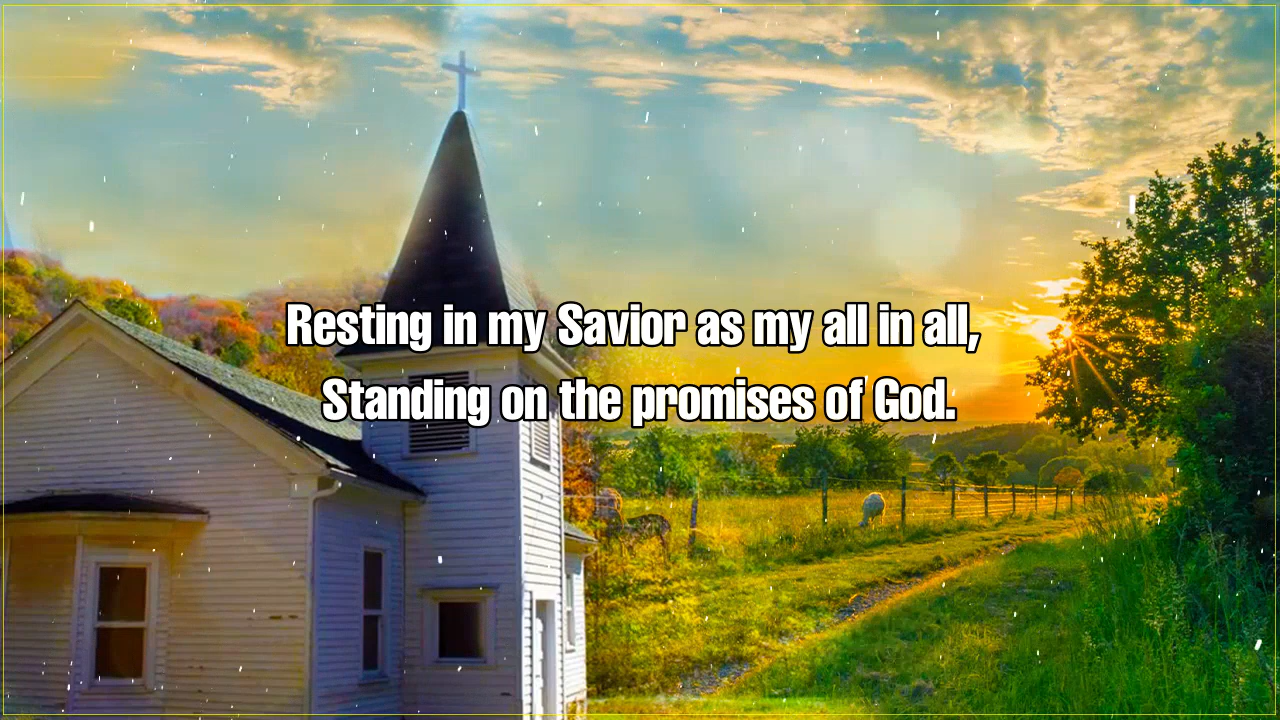 Resting in my Savior as my all in all,
Standing on the promises of God.